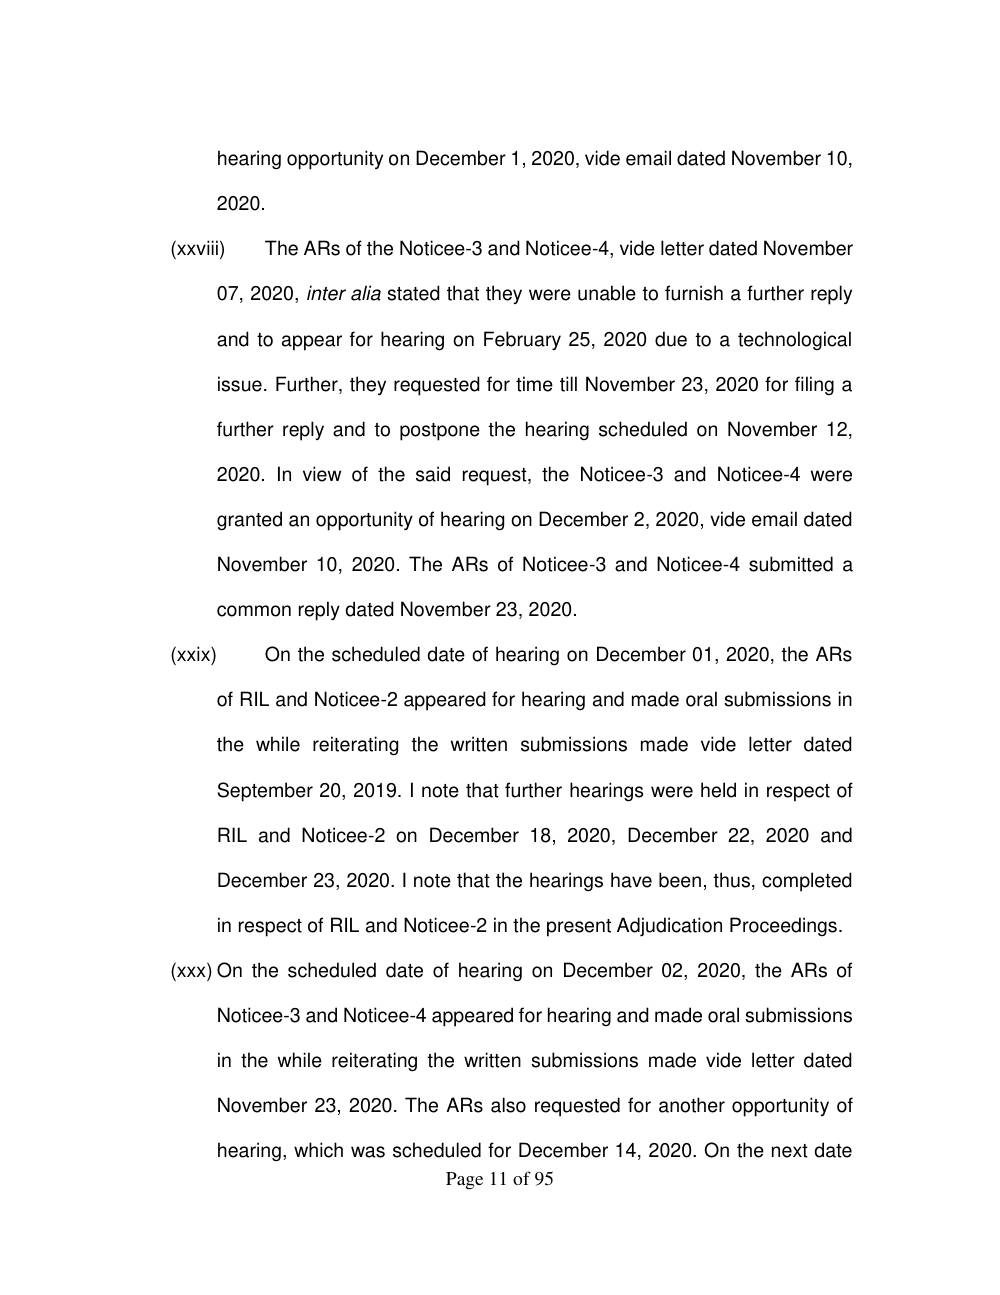 hearing opportunity on December 1, 2020, vide email dated November 10,
2020.
(xxviii) The ARs of the Noticee-3 and Noticee-4, vide letter dated November
07, 2020, inter alia stated that they were unable to furnish a further reply
and to appear for hearing on February 25, 2020 due to a technological
issue. Further, they requested for time till November 23, 2020 for filing a
further reply and to postpone the hearing scheduled on November 12,
2020. In view of the said request, the Noticee-3 and Noticee-4 were
granted an opportunity of hearing on December 2, 2020, vide email dated
November 10, 2020. The ARs of Noticee-3 and Noticee-4 submitted a
common reply dated November 23, 2020.
(xxix) On the scheduled date of hearing on December 01, 2020, the ARs
of RIL and Noticee-2 appeared for hearing and made oral submissions in
the while reiterating the written submissions made vide letter dated
September 20, 2019. I note that further hearings were held in respect of
RIL and Noticee-2 on December 18, 2020, December 22, 2020 and
December 23, 2020. I note that the hearings have been, thus, completed
in respect of RIL and Noticee-2 in the present Adjudication Proceedings.
(xxx) On the scheduled date of hearing on December 02, 2020, the ARs of
Noticee-3 and Noticee-4 appeared for hearing and made oral submissions
in the while reiterating the written submissions made vide letter dated
November 23, 2020. The ARs also requested for another opportunity of
hearing, which was scheduled for December 14, 2020. On the next date
Page 11 of 95